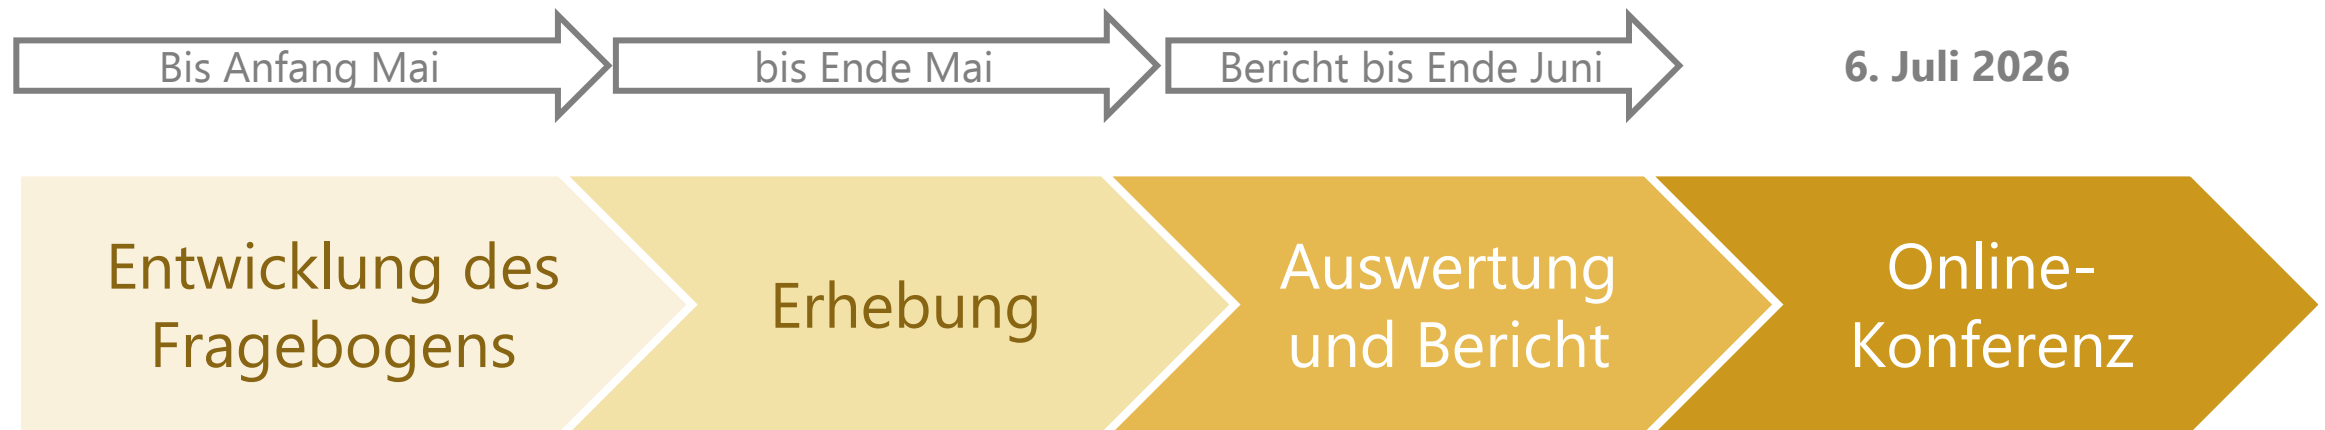 Bis Anfang Mai
bis Ende Mai
Bericht bis Ende Juni
6. Juli 2026
Entwicklung des
Fragebogens
Erhebung
Auswertung
und Bericht
Online-
Konferenz